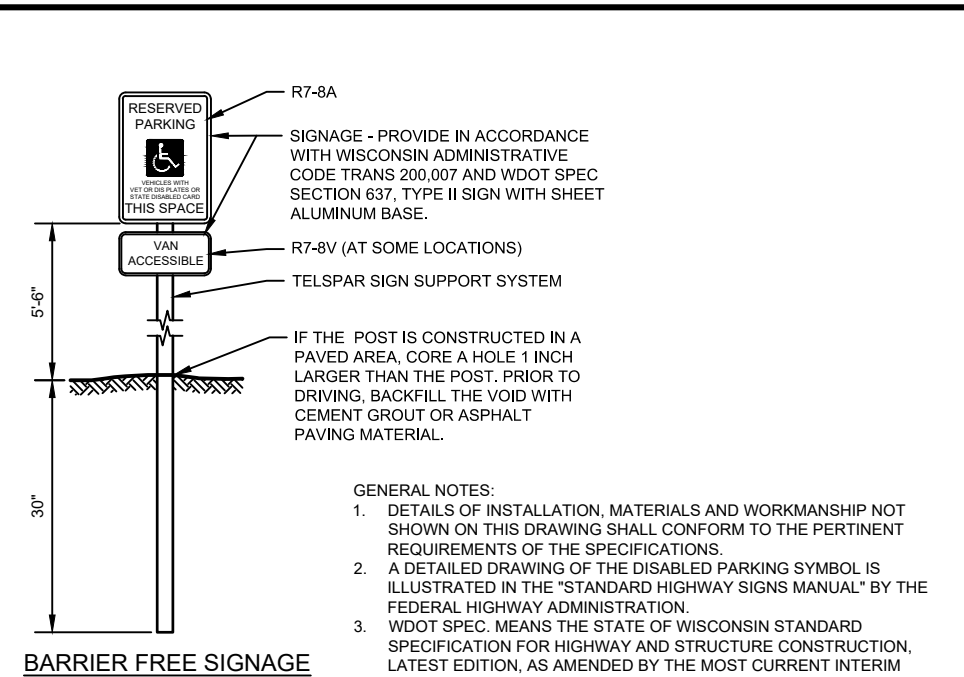 RESERVED
PARKING
VEHICLES WITH
VET OR DIS PLATES OR
STATE DISABLED CARD
THIS SPACE
VAN
ACCESSIBLE
R7-8A
SIGNAGE - PROVIDE IN ACCORDANCE
WITH WISCONSIN ADMINISTRATIVE
CODE TRANS 200,007 AND WDOT SPEC
SECTION 637, TYPE II SIGN WITH SHEET
ALUMINUM BASE.
R7-8V (AT SOME LOCATIONS)
TELSPAR SIGN SUPPORT SYSTEM
5'-6"
IF THE POST IS CONSTRUCTED IN A
PAVED AREA, CORE A HOLE 1 INCH
LARGER THAN THE POST. PRIOR TO
DRIVING, BACKFILL THE VOID WITH
CEMENT GROUT OR ASPHALT
PAVING MATERIAL.
30"
GENERAL NOTES:
1. DETAILS OF INSTALLATION, MATERIALS AND WORKMANSHIP NOT
SHOWN ON THIS DRAWING SHALL CONFORM TO THE PERTINENT
REQUIREMENTS OF THE SPECIFICATIONS.
2. A DETAILED DRAWING OF THE DISABLED PARKING SYMBOL IS
ILLUSTRATED IN THE "STANDARD HIGHWAY SIGNS MANUAL" BY THE
FEDERAL HIGHWAY ADMINISTRATION.
3. WDOT SPEC. MEANS THE STATE OF WISCONSIN STANDARD
SPECIFICATION FOR HIGHWAY AND STRUCTURE CONSTRUCTION,
LATEST EDITION, AS AMENDED BY THE MOST CURRENT INTERIM
BARRIER FREE SIGNAGE